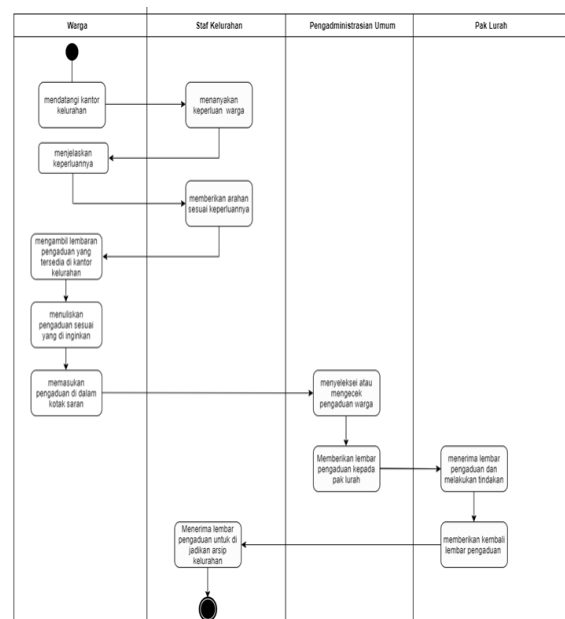 Warga
Staf Kelurahan
Pengadministrasian Umum
Pak Lurah
mendatangi kantor
kelurahan
menanyakan
keperluan warga
menjelaskan
keperluannya
memberikan arahan
sesuai keperluannya
mengambil lembaran
pengaduan yang
tersedia di kantor
kelurahan
menuliskan
pengaduan sesuai
yang di inginkan
memasukan
pengaduan di dalam
kotak saran
menyeleksi atau
mengecek
pengaduan warga
Memberikan lembar
pengaduan kepada
pak lurah
menerima lembar
pengaduan dan
melakukan tindakan
memberikan kembali
lembar pengaduan
Menerima lembar
pengaduan untuk di
jadikan arsip
kelurahan